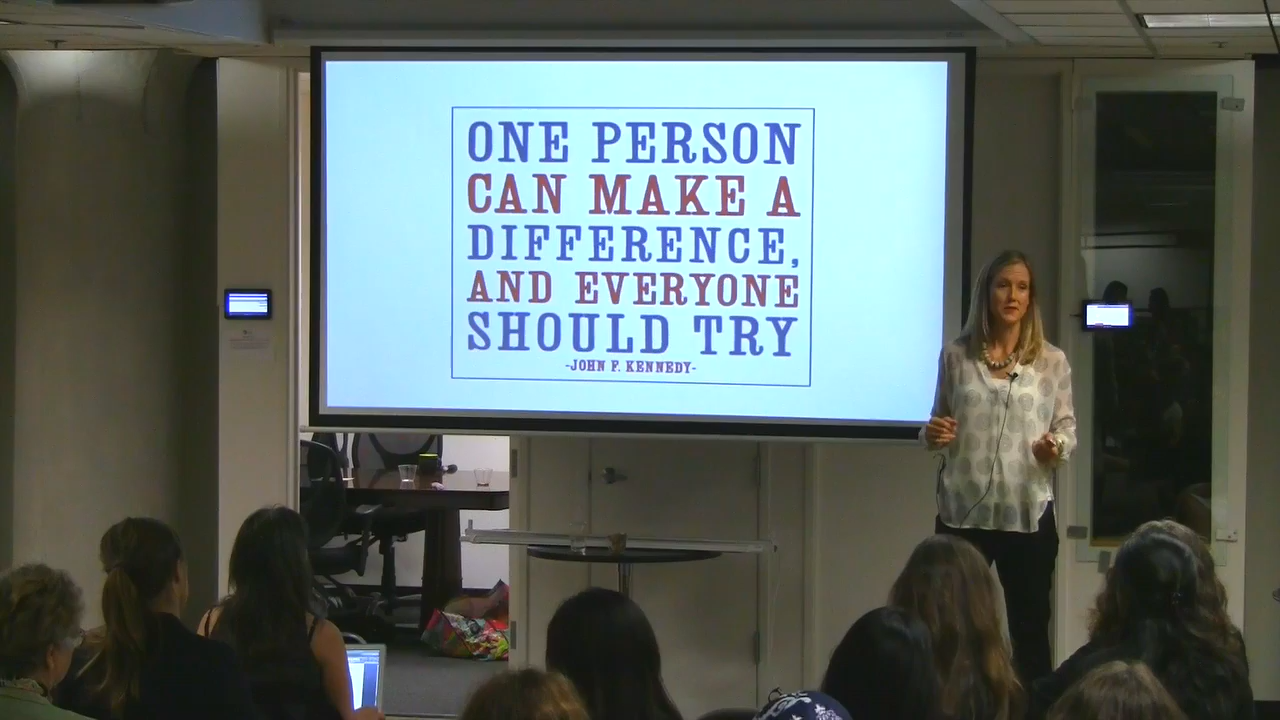 ONE PERSON
CAN MAKE A
DIFFERENCE,
AND EVERYONE
SHOULD TRY
-JOHN F. KENNEDY-